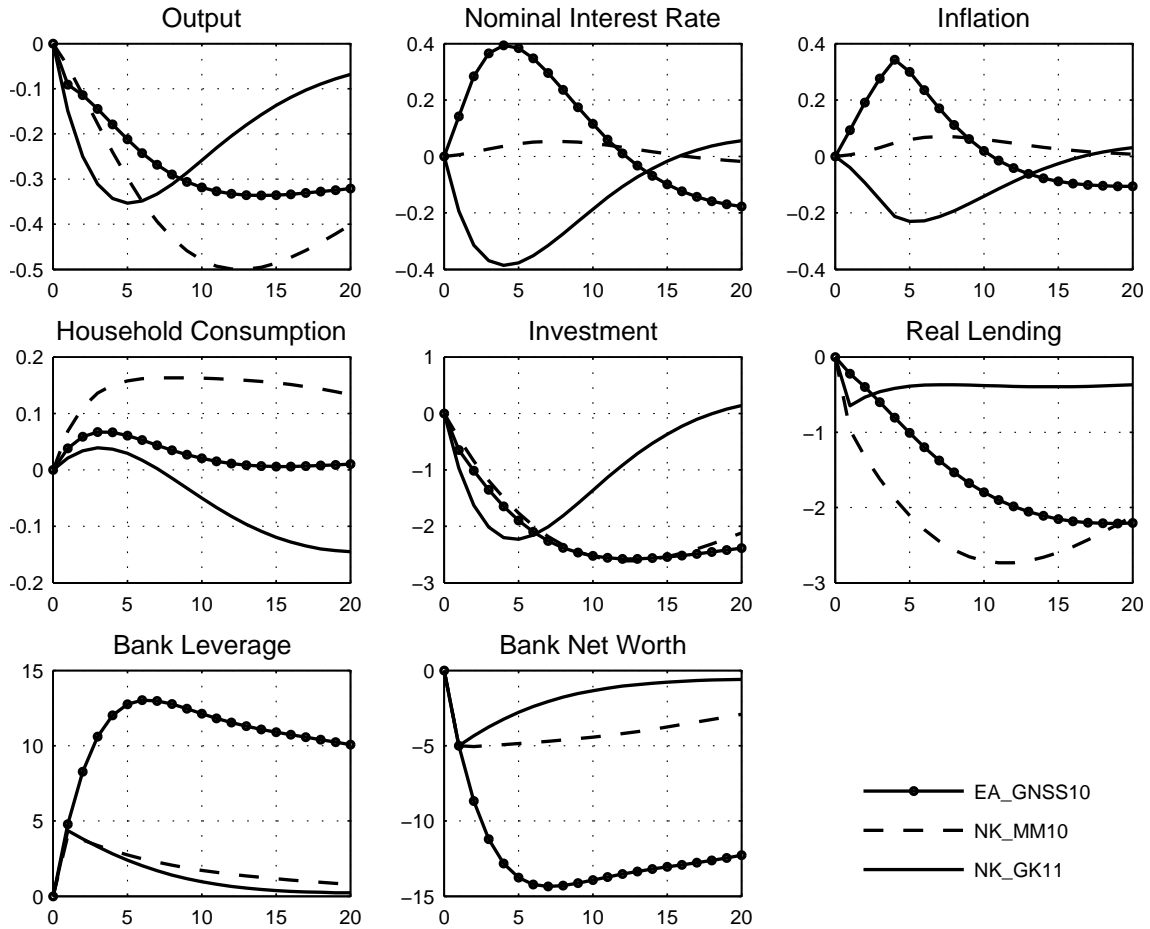 Output
0
-0.1
-0.2
-0.3
-0.4
-0.5
0 5 10 15 20
Nominal Interest Rate
0.4
0.2
0
−0.2
−0.4
0 5 10 15 20
Inflation
0.4
0.2
0
−0.2
−0.4
0 5 10 15 20
Household Consumption
0.2
0.1
0
-0.1
-0.2
0 5 10 15 20
Investment
1
0
−1
−2
−3
0 5 10 15 20
Real Lending
0
−1
−2
−3
0 5 10 15 20
Bank Leverage
15
10
5
0
0 5 10 15 20
Bank Net Worth
0
−5
−10
−15
0 5 10 15 20
EA_GNSS10
NK_MM10
NK_GK11